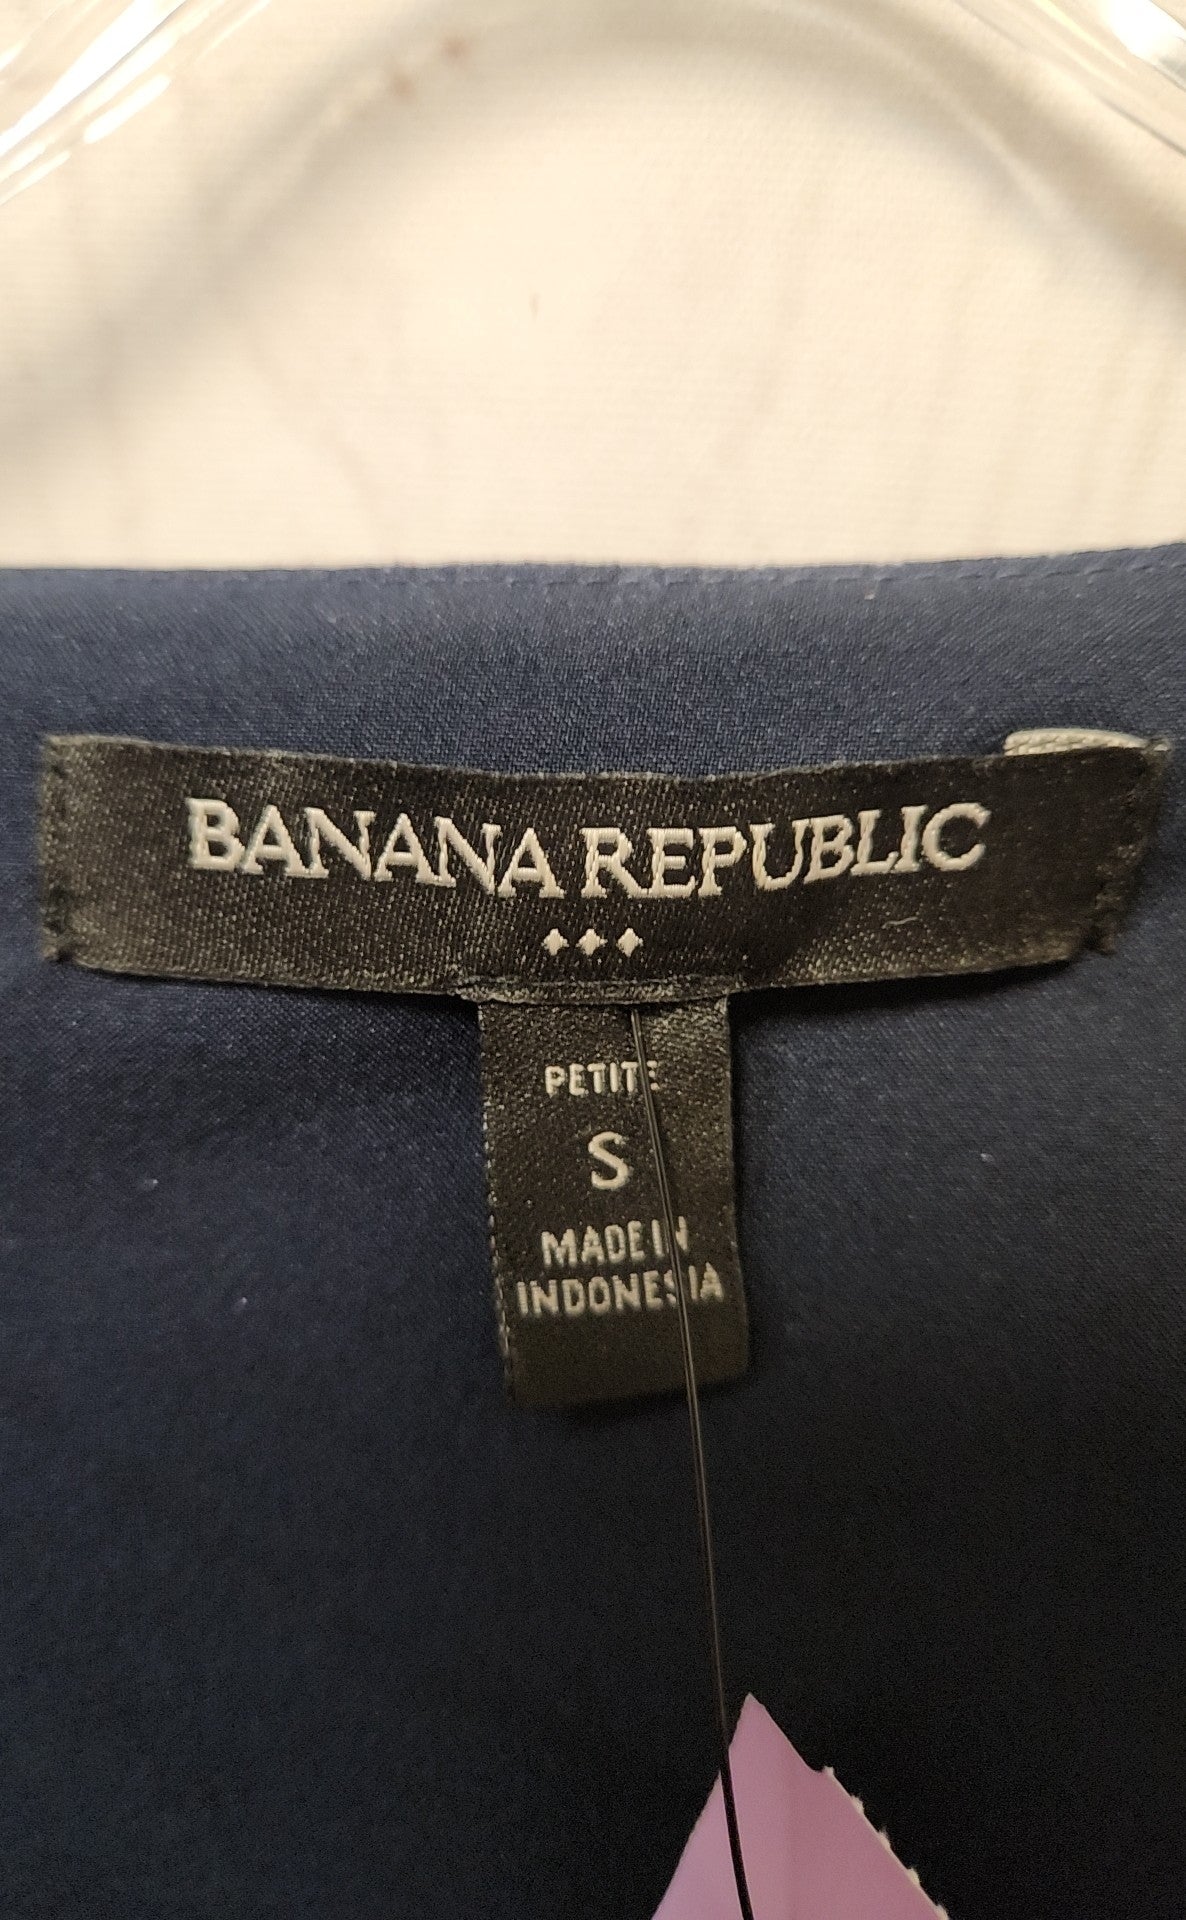 BANANA REPUBLIC
PETITE
S
MADE IN
INDONESIA